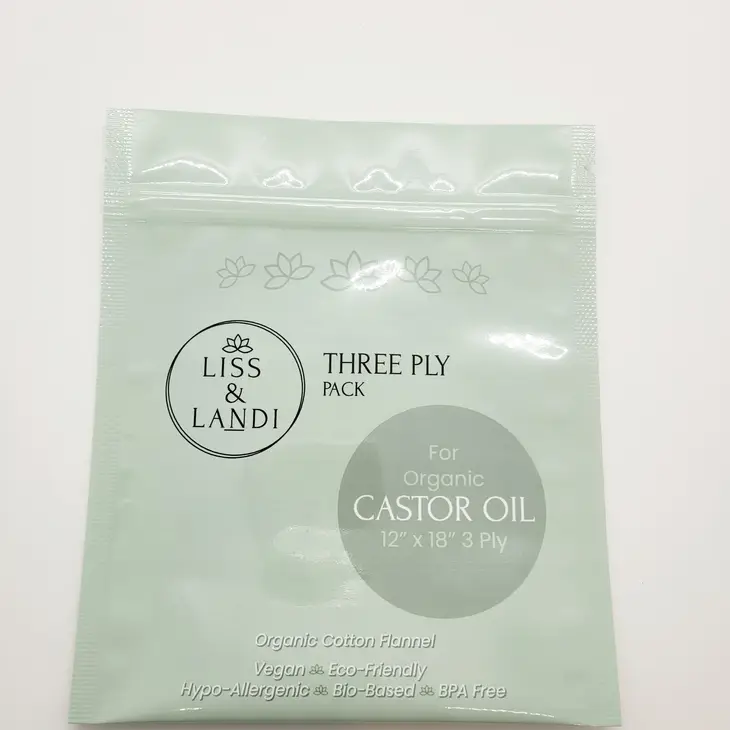 LISS
&
LANDI
THREE PLY
PACK
For
Organic
CASTOR OIL
12" x 18" 3 Ply
Organic Cotton Flannel
Vegan Eco-Friendly
Hypo-Allergenic Bio-Based BPA Free